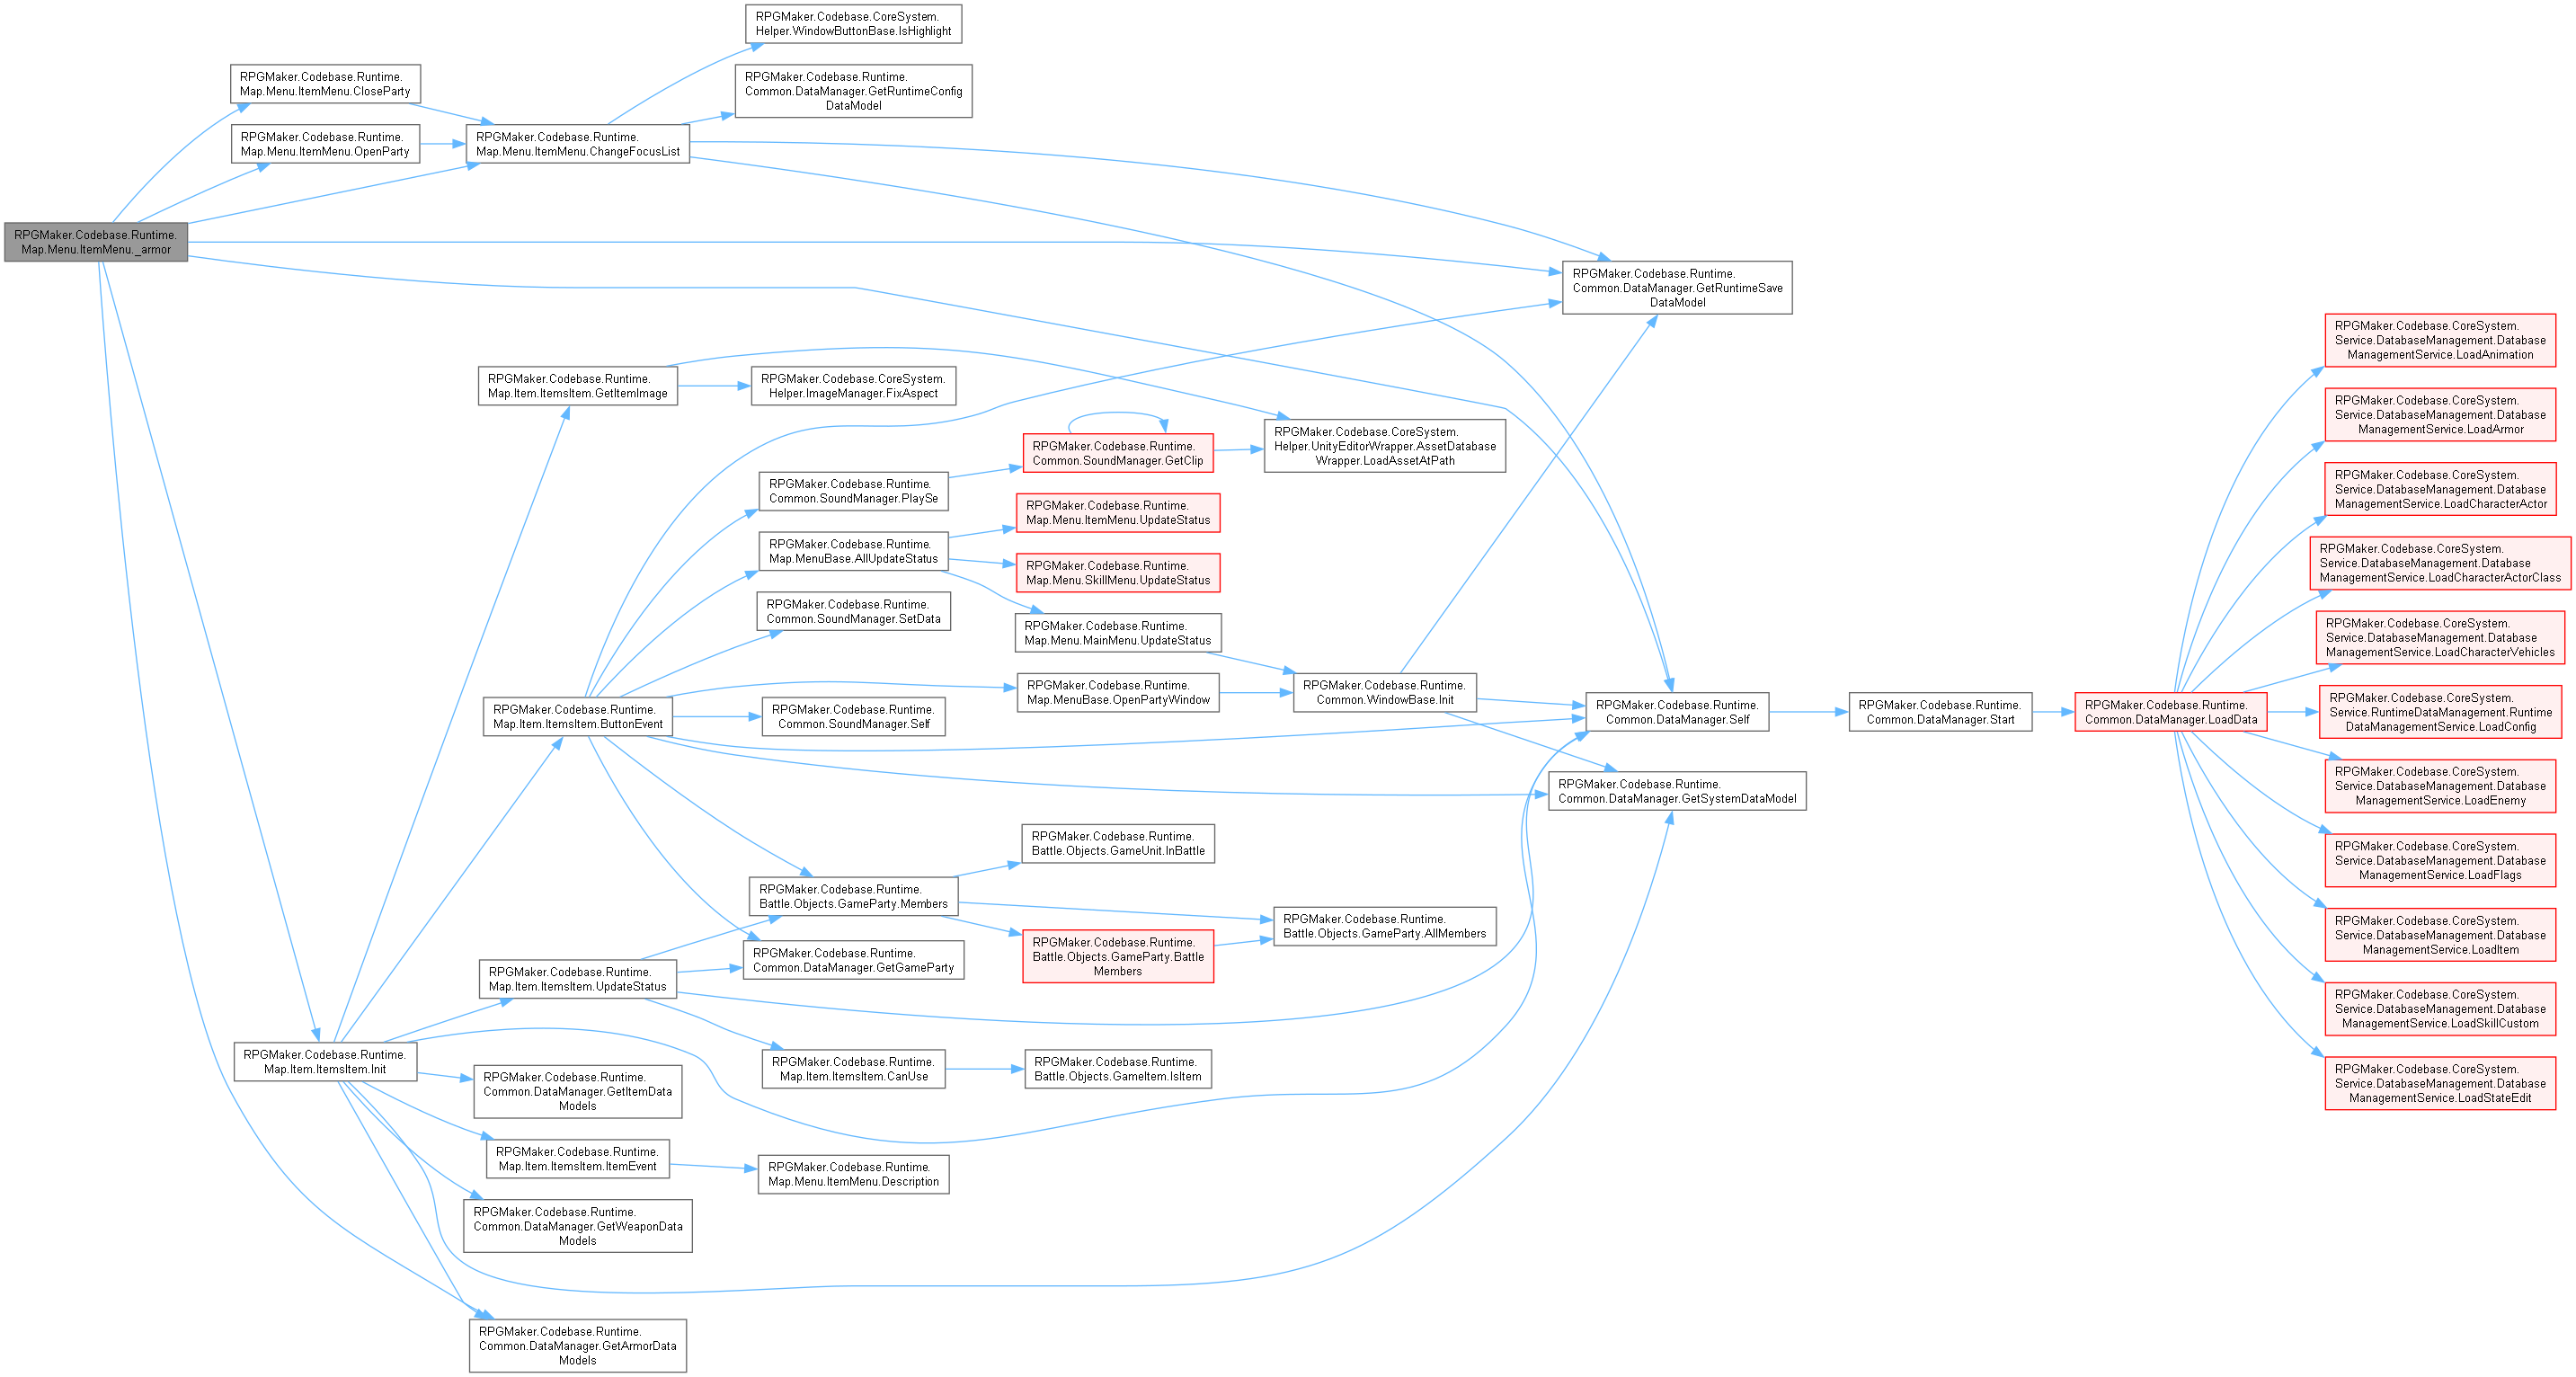 RPGMaker.Codebase.CoreSystem.
Helper.WindowButtonBase.IsHighlight
RPGMaker.Codebase.Runtime.
Map.Menu.ItemMenu.CloseParty
RPGMaker.Codebase.Runtime.
Common.DataManager.GetRuntimeConfig
DataModel
RPGMaker.Codebase.Runtime.
Map.Menu.ItemMenu.OpenParty
RPGMaker.Codebase.Runtime.
Map.Menu.ItemMenu.ChangeFocusList
RPGMaker.Codebase.Runtime.
Map.Menu.ItemMenu._armor
RPGMaker.Codebase.Runtime.
Common.DataManager.GetRuntimeSave
DataModel
RPGMaker.Codebase.CoreSystem.
Service.DatabaseManagement.Database
ManagementService.LoadAnimation
RPGMaker.Codebase.Runtime.
Map.Item.ItemsItem.GetItemImage
RPGMaker.Codebase.CoreSystem.
Helper.ImageManager.FixAspect
RPGMaker.Codebase.CoreSystem.
Service.DatabaseManagement.Database
ManagementService.LoadArmor
RPGMaker.Codebase.Runtime.
Common.SoundManager.GetClip
RPGMaker.Codebase.CoreSystem.
Helper.UnityEditorWrapper.AssetDatabase
Wrapper.LoadAssetAtPath
RPGMaker.Codebase.Runtime.
Common.SoundManager.PlaySe
RPGMaker.Codebase.CoreSystem.
Service.DatabaseManagement.Database
ManagementService.LoadCharacterActor
RPGMaker.Codebase.Runtime.
Map.Menu.ItemMenu.UpdateStatus
RPGMaker.Codebase.Runtime.
Map.MenuBase.AllUpdateStatus
RPGMaker.Codebase.Runtime.
Map.Menu.SkillMenu.UpdateStatus
RPGMaker.Codebase.CoreSystem.
Service.DatabaseManagement.Database
ManagementService.LoadCharacterActorClass
RPGMaker.Codebase.Runtime.
Common.SoundManager.SetData
RPGMaker.Codebase.Runtime.
Map.Menu.MainMenu.UpdateStatus
RPGMaker.Codebase.CoreSystem.
Service.DatabaseManagement.Database
ManagementService.LoadCharacterVehicles
RPGMaker.Codebase.Runtime.
Map.Item.ItemsItem.ButtonEvent
RPGMaker.Codebase.Runtime.
Common.SoundManager.Self
RPGMaker.Codebase.Runtime.
Map.MenuBase.OpenPartyWindow
RPGMaker.Codebase.Runtime.
Common.WindowBase.Init
RPGMaker.Codebase.Runtime.
Common.DataManager.Self
RPGMaker.Codebase.Runtime.
Common.DataManager.Start
RPGMaker.Codebase.Runtime.
Common.DataManager.LoadData
RPGMaker.Codebase.CoreSystem.
Service.RuntimeDataManagement.Runtime
DataManagementService.LoadConfig
RPGMaker.Codebase.Runtime.
Common.DataManager.GetSystemDataModel
RPGMaker.Codebase.CoreSystem.
Service.DatabaseManagement.Database
ManagementService.LoadEnemy
RPGMaker.Codebase.Runtime.
Battle.Objects.GameUnit.InBattle
RPGMaker.Codebase.CoreSystem.
Service.DatabaseManagement.Database
ManagementService.LoadFlags
RPGMaker.Codebase.Runtime.
Battle.Objects.GameParty.Members
RPGMaker.Codebase.Runtime.
Battle.Objects.GameParty.AllMembers
RPGMaker.Codebase.CoreSystem.
Service.DatabaseManagement.Database
ManagementService.LoadItem
RPGMaker.Codebase.Runtime.
Battle.Objects.GameParty.Battle
Members
RPGMaker.Codebase.Runtime.
Common.DataManager.GetGameParty
RPGMaker.Codebase.Runtime.
Map.Item.ItemsItem.UpdateStatus
RPGMaker.Codebase.CoreSystem.
Service.DatabaseManagement.Database
ManagementService.LoadSkillCustom
RPGMaker.Codebase.Runtime.
Map.Item.ItemsItem.Init
RPGMaker.Codebase.Runtime.
Map.Item.ItemsItem.CanUse
RPGMaker.Codebase.Runtime.
Battle.Objects.GameItem.IsItem
RPGMaker.Codebase.CoreSystem.
Service.DatabaseManagement.Database
ManagementService.LoadStateEdit
RPGMaker.Codebase.Runtime.
Common.DataManager.GetItemData
Models
RPGMaker.Codebase.Runtime.
Map.Item.ItemsItem.ItemEvent
RPGMaker.Codebase.Runtime.
Map.Menu.ItemMenu.Description
RPGMaker.Codebase.Runtime.
Common.DataManager.GetWeaponData
Models
RPGMaker.Codebase.Runtime.
Common.DataManager.GetArmorData
Models